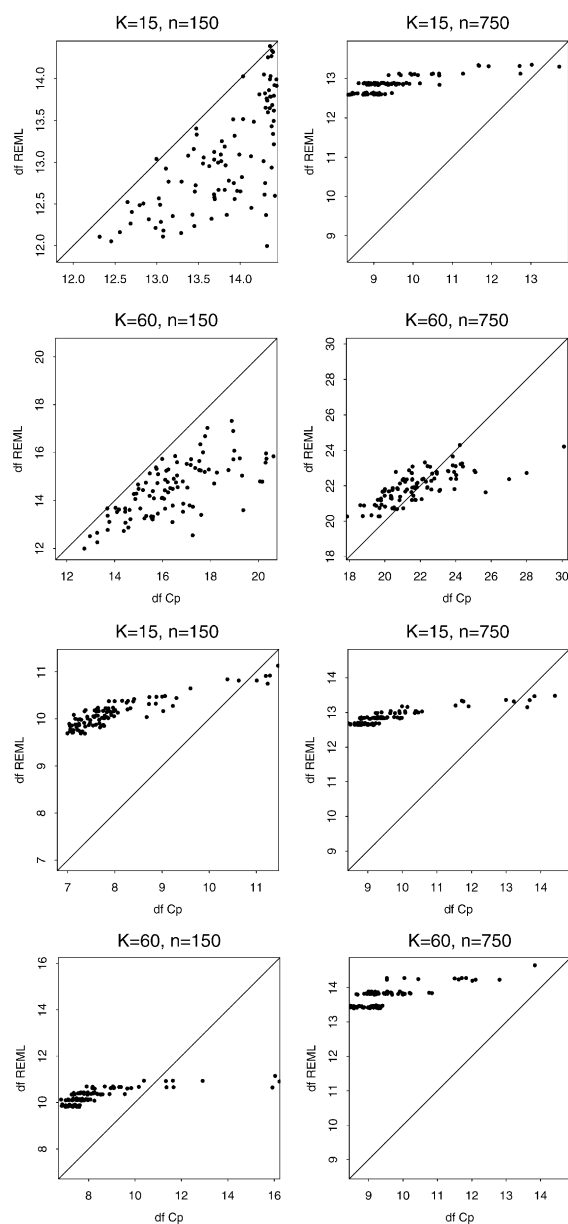 K=15, n=150
K=15, n=750
df REML
12.0 12.5 13.0 13.5 14.0
12.0 12.5 13.0 13.5 14.0
df REML
9 10 11 12 13
9 10 11 12 13
K=60, n=150
K=60, n=750
df REML
12 14 16 18 20
12 14 16 18 20
df Cp
df REML
18 20 22 24 26 28 30
18 20 22 24 26 28 30
df Cp
K=15, n=150
K=15, n=750
df REML
7 8 9 10 11
7 8 9 10 11
df Cp
df REML
9 10 11 12 13 14
9 10 11 12 13 14
df Cp
K=60, n=150
K=60, n=750
df REML
8 10 12 14 16
8 10 12 14 16
df Cp
df REML
9 10 11 12 13 14
9 10 11 12 13 14
df Cp